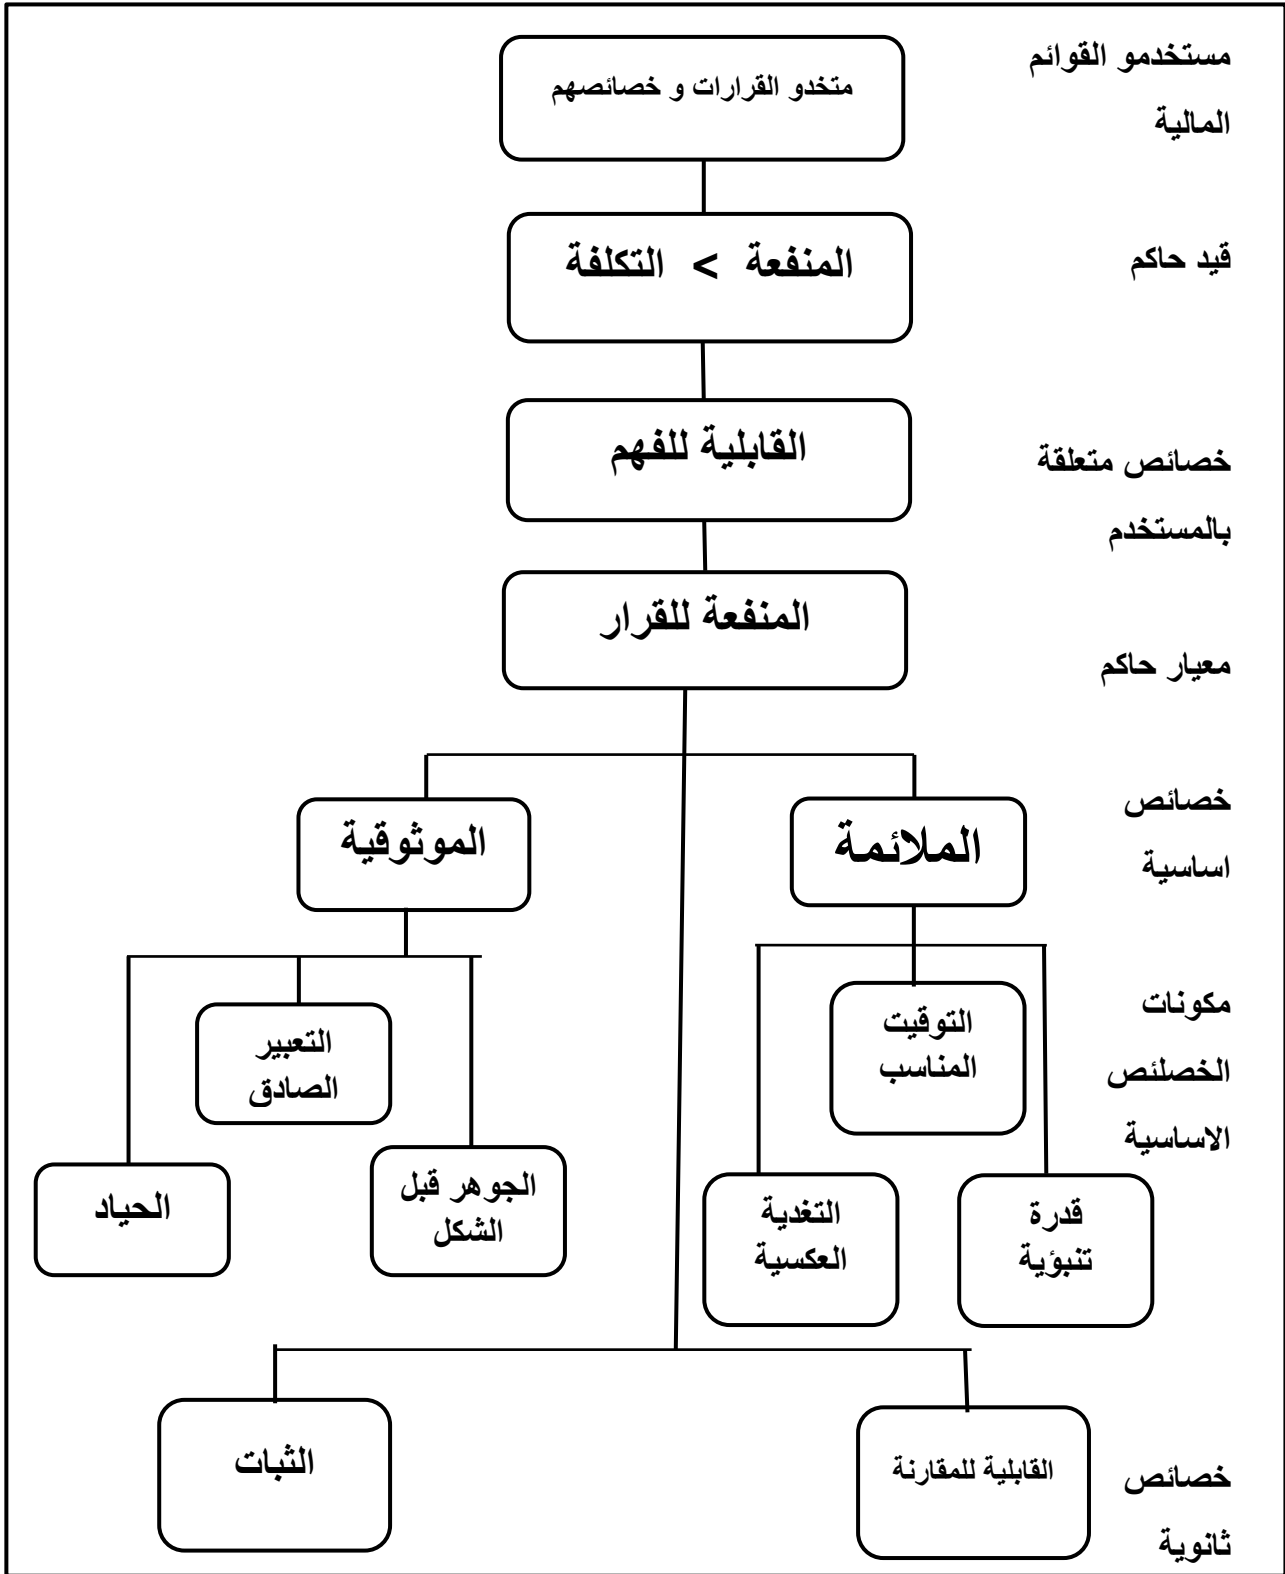 مستخدمو القوائم
المالية
متخدو القرارات و خصائصهم
قيد حاكم
المنفعة > التكلفة
خصائص متعلقة
بالمستخدم
القابلية للفهم
المنفعة للقرار
معيار حاكم
خصائص
اساسية
الملائمة
الموثوقية
مكونات
الخصلئص
الاساسية
التوقيت
المناسب
التعبير
الصادق
قدرة
تنبؤية
التغدية
العكسية
الجوهر قبل
الشكل
الحياد
خصائص
ثانوية
القابلية للمقارنة
الثبات